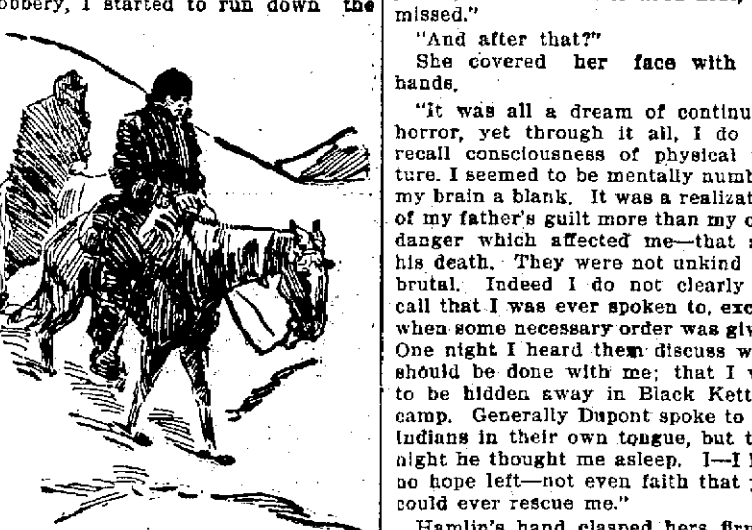 obbery, I started to run down the
missed."
"And after that?"
She covered her face with
hands.
"It was all a dream of continu
horror, yet through it all, I do
recall consciousness of physical
ture. I seemed to be mentally numb
my brain a blank. It was a realizat
of my father's guilt more than my o
danger which affected me—that a
his death. They were not unkind
brutal. Indeed I do not clearly
call that I was ever spoken to, exc
when some necessary order was giv
One night I heard them discuss w
should be done with me; that I w
to be hidden away in Black Kett
camp. Generally Dupont spoke to
Indians in their own tongue, but t
night he thought me asleep. I—I h
no hope left—not even faith that y
could ever rescue me."
Hamlin's hand clasped hers fir